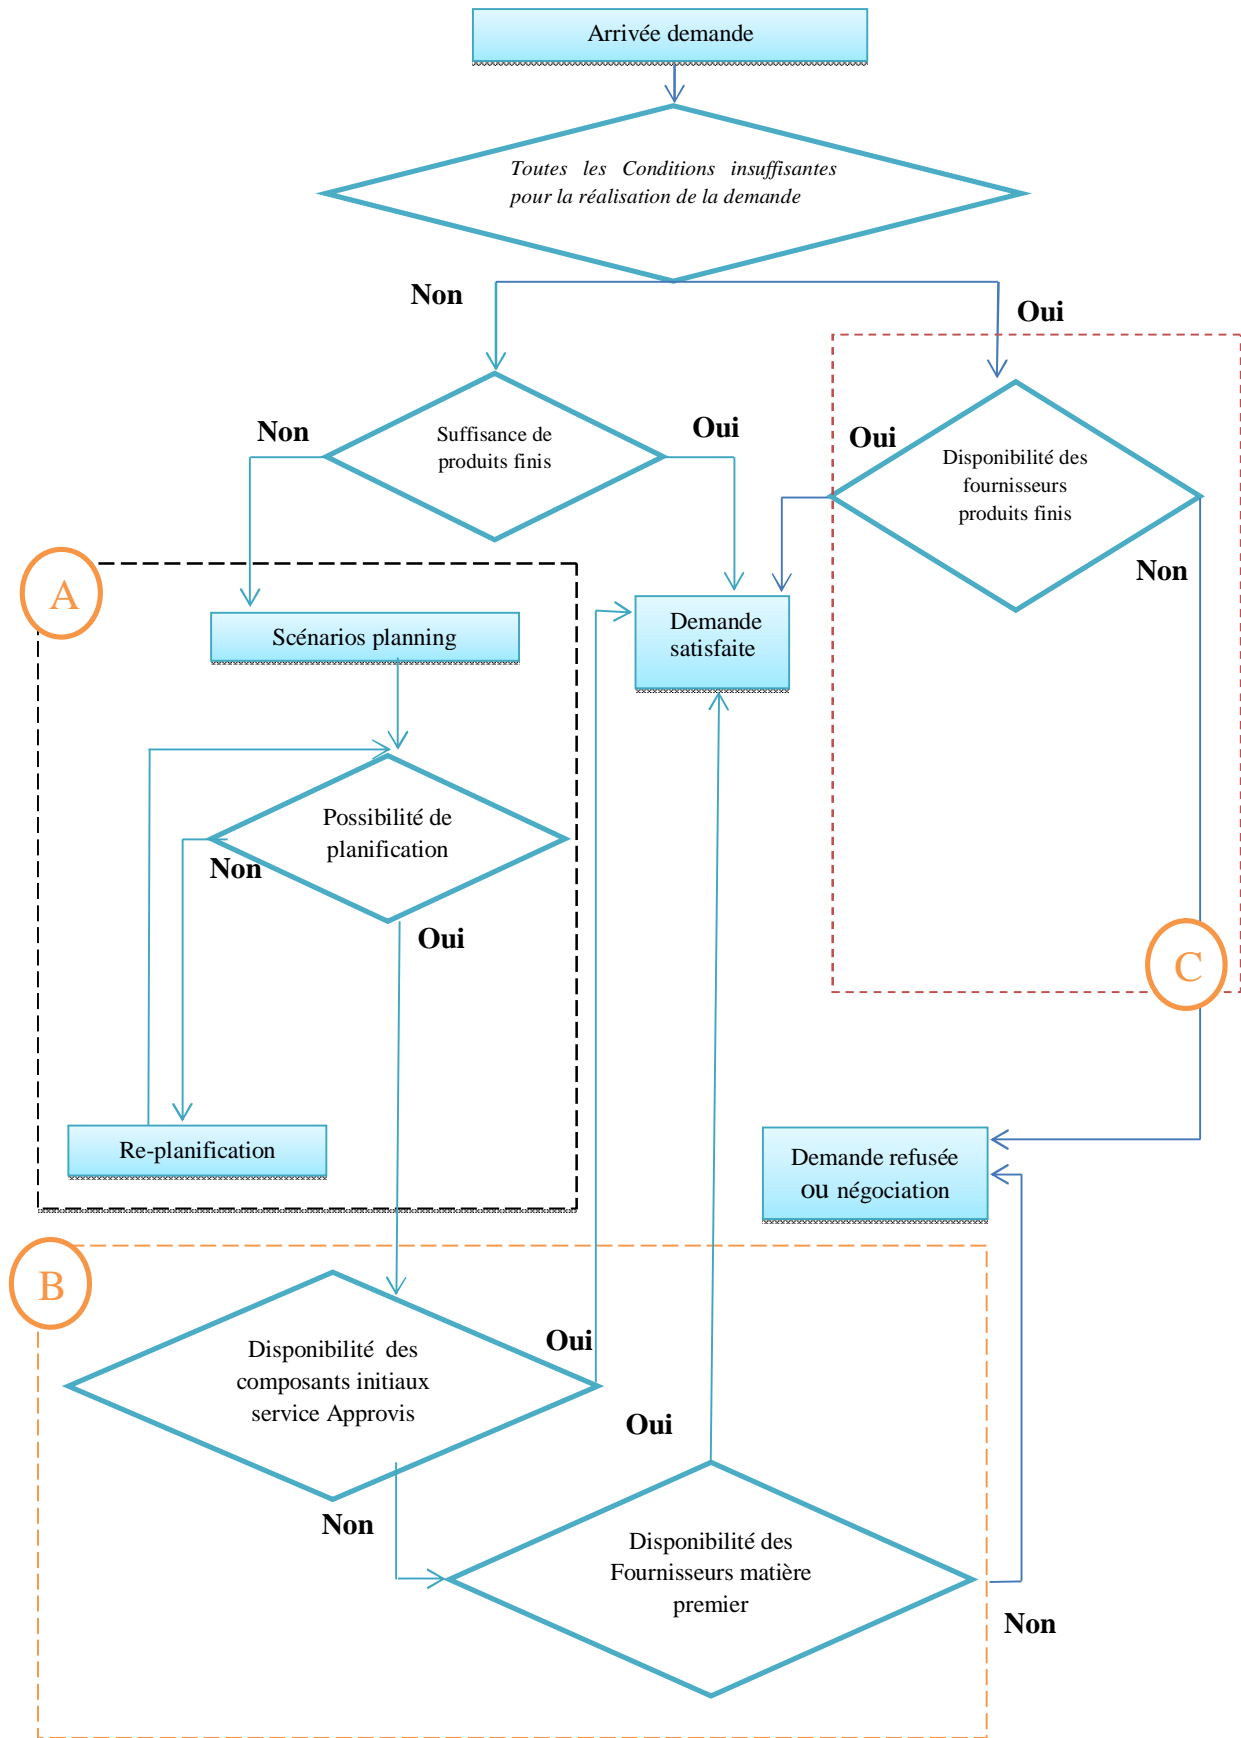 Arrivée demande
Toutes les Conditions insuffisantes
pour la réalisation de la demande
Non
Oui
Non
Suffisance de
produits finis
Oui
Oui
Disponibilité des
fournisseurs
produits finis
Non
A
Scénarios planning
Demande
satisfaite
Possibilité de
planification
Non
Oui
C
Re-planification
Demande refusée
ou négociation
B
Disponibilité des
composants initiaux
service Approvis
Oui
Oui
Non
Disponibilité des
Fournisseurs matière
premier
Non